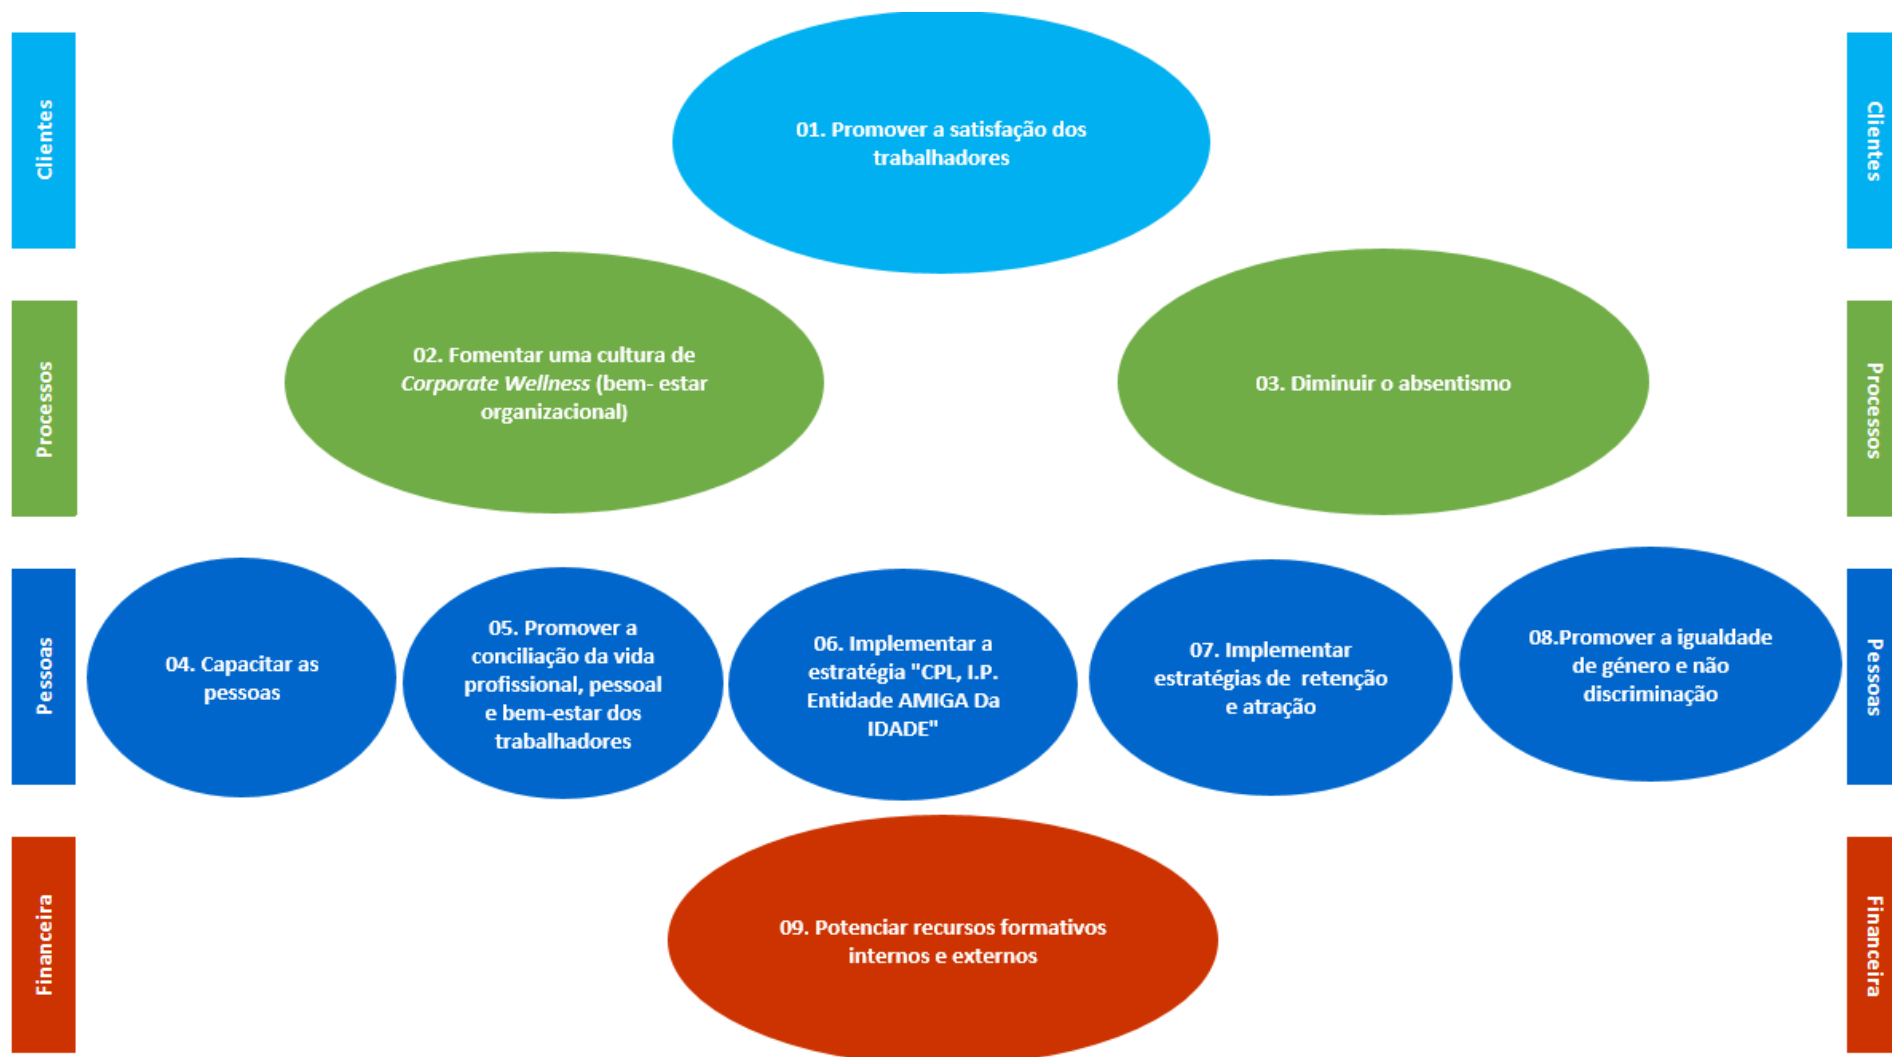 Clientes
01. Promover a satisfação dos
trabalhadores
Clientes
Processos
02. Fomentar uma cultura de
Corporate Wellness (bem- estar
organizacional)
03. Diminuir o absentismo
Processos
Pessoas
04. Capacitar as
pessoas
05. Promover a
conciliação da vida
profissional, pessoal
e bem-estar dos
trabalhadores
06. Implementar a
estratégia "CPL, I.P.
Entidade AMIGA Da
IDADE"
07. Implementar
estratégias de retenção
e atração
08.Promover a igualdade
de género e não
discriminação
Pessoas
Financeira
09. Potenciar recursos formativos
internos e externos
Financeira